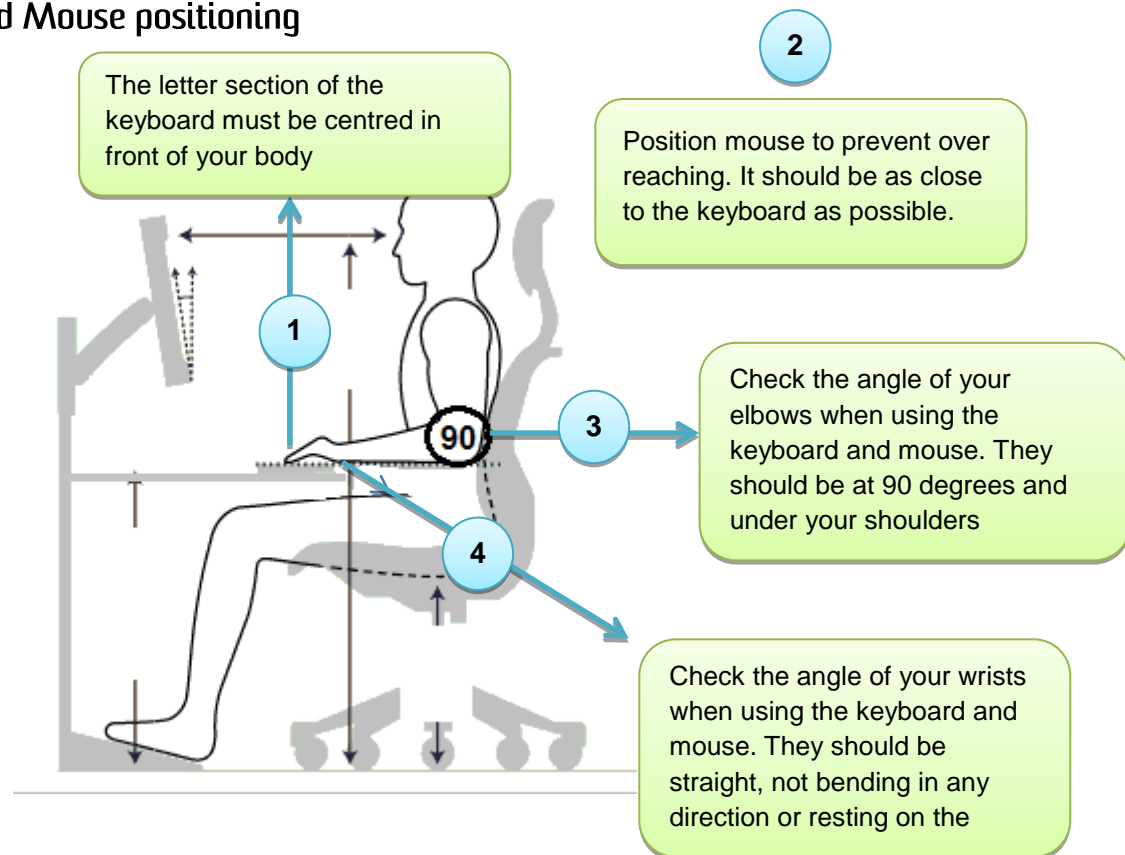 d Mouse positioning
2
The letter section of the
keyboard must be centred in
front of your body
Position mouse to prevent over
reaching. It should be as close
to the keyboard as possible.
1
Check the angle of your
elbows when using the
keyboard and mouse. They
should be at 90 degrees and
under your shoulders
90
3
4
Check the angle of your wrists
when using the keyboard and
mouse. They should be
straight, not bending in any
direction or resting on the